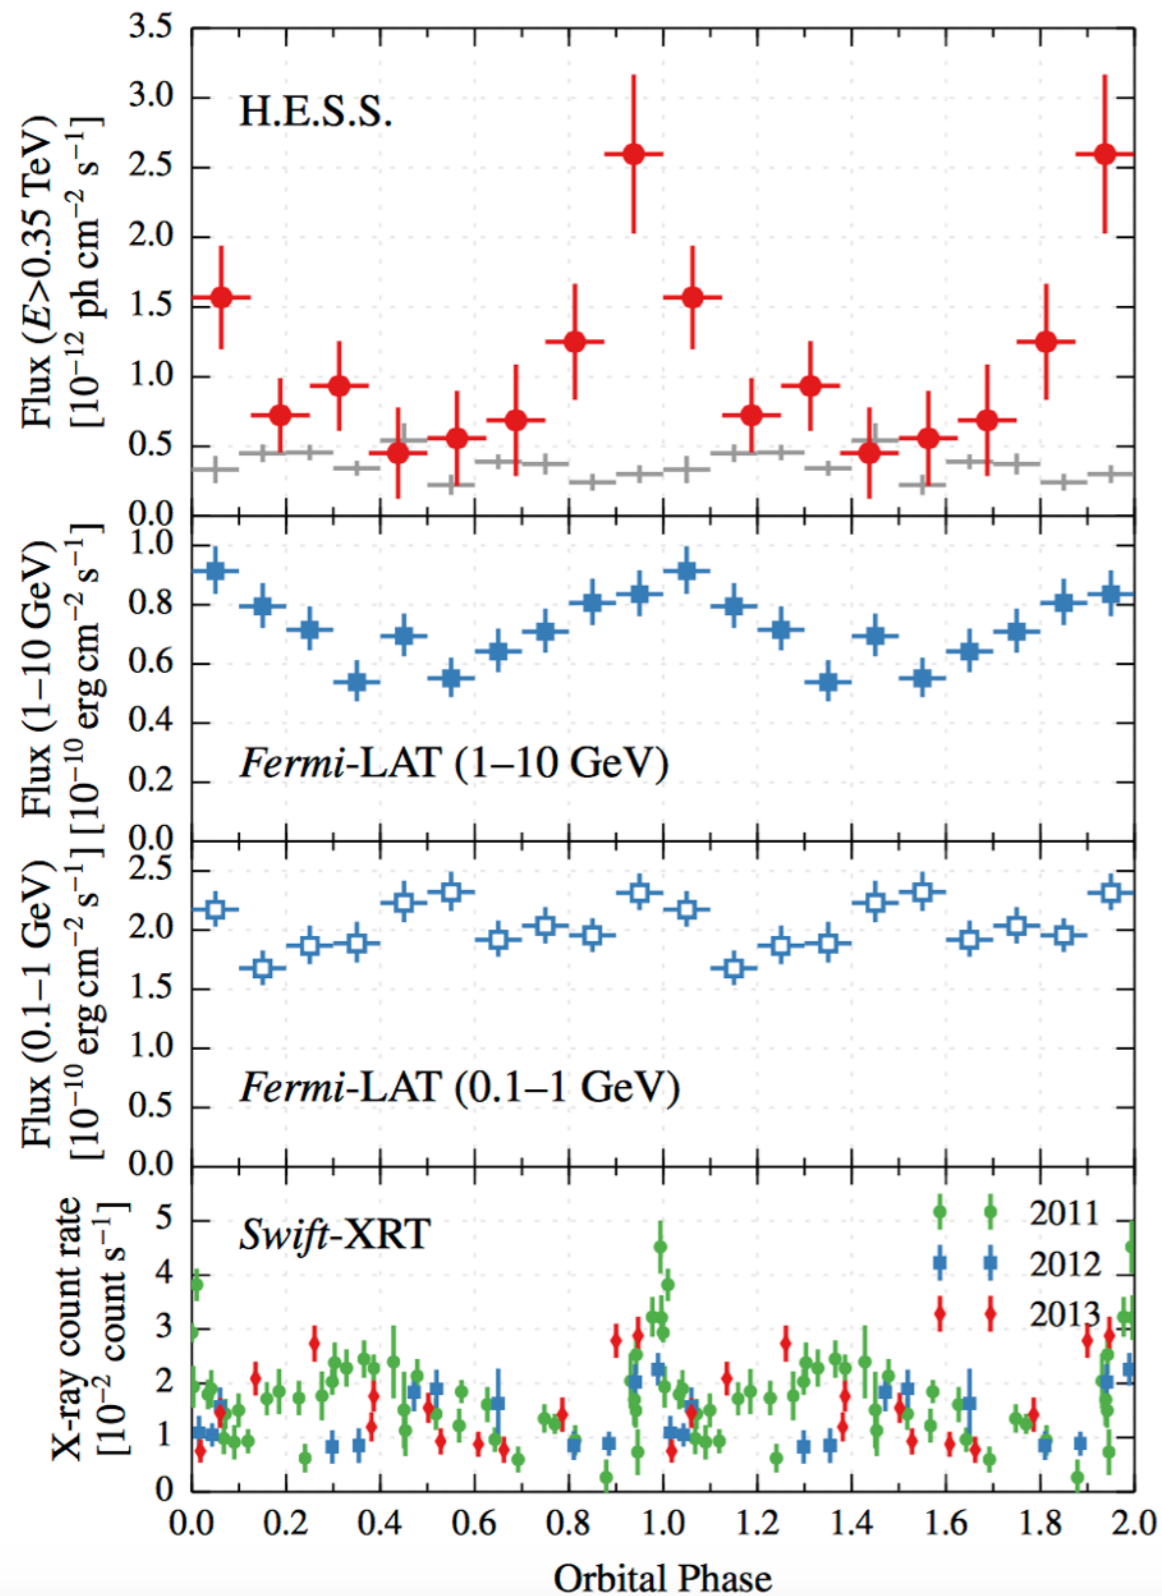 3.5
3.0
2.5
2.0
1.5
1.0
0.5
0.0
Flux (E>0.35 TeV)
[10⁻¹² ph cm⁻² s⁻¹]
H.E.S.S.
1.0
0.8
0.6
0.4
0.2
0.0
Flux (1–10 GeV)
[10⁻¹⁰ erg cm⁻² s⁻¹]
Fermi-LAT (1–10 GeV)
2.5
2.0
1.5
1.0
0.5
0.0
Flux (0.1–1 GeV)
[10⁻¹⁰ erg cm⁻² s⁻¹]
Fermi-LAT (0.1–1 GeV)
5
4
3
2
1
0
X-ray count rate
[10⁻² count s⁻¹]
Swift-XRT
2011
2012
2013
0.0 0.2 0.4 0.6 0.8 1.0 1.2 1.4 1.6 1.8 2.0
Orbital Phase